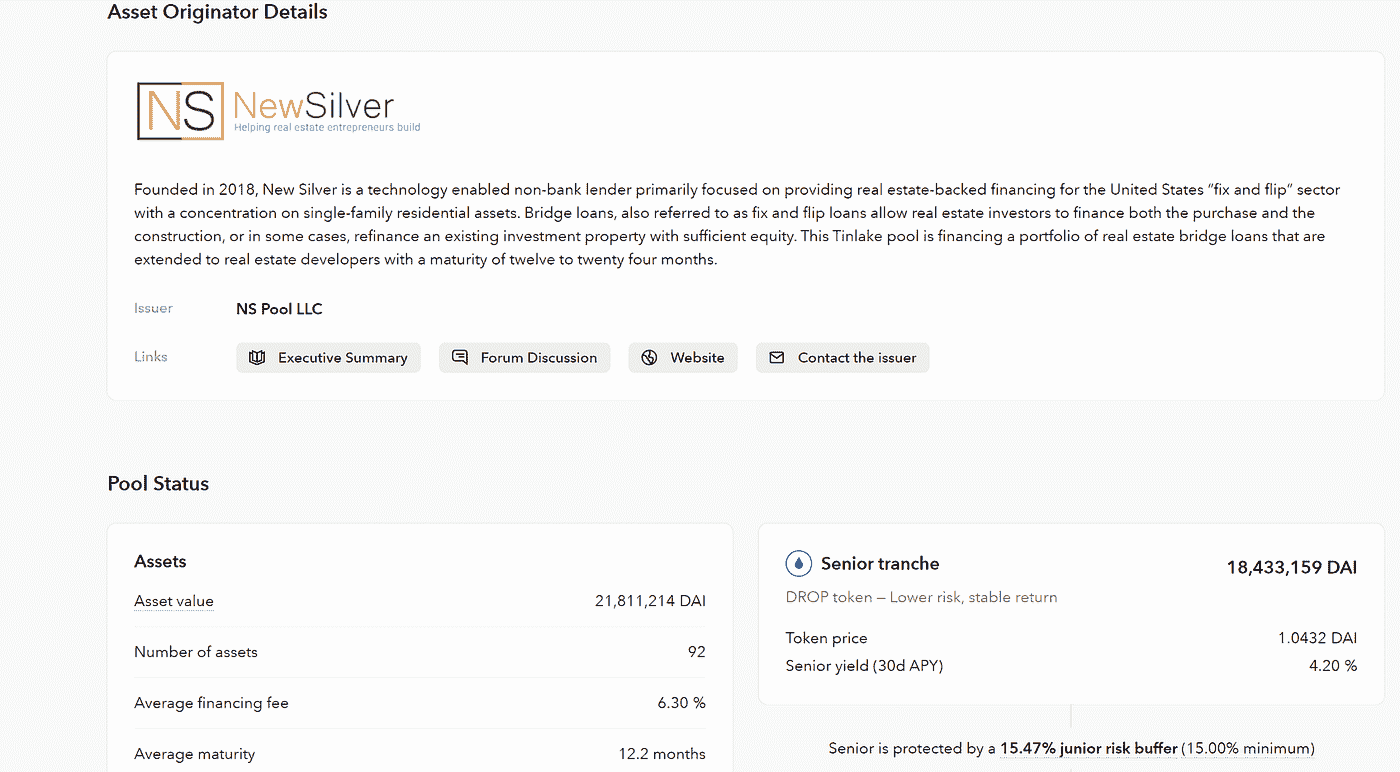 Asset Originator Details
NS NewSilver
Helping real estate entrepreneurs build
Founded in 2018, New Silver is a technology enabled non-bank lender primarily focused on providing real estate-backed financing for the United States “fix and flip” sector
with a concentration on single-family residential assets. Bridge loans, also referred to as fix and flip loans allow real estate investors to finance both the purchase and the
construction, or in some cases, refinance an existing investment property with sufficient equity. This Tinlake pool is financing a portfolio of real estate bridge loans that are
extended to real estate developers with a maturity of twelve to twenty four months.
Issuer NS Pool LLC
Links Executive Summary Forum Discussion Website Contact the issuer
Pool Status
Assets
Asset value 21,811,214 DAI
Number of assets 92
Average financing fee 6.30 %
Average maturity 12.2 months
Senior tranche 18,433,159 DAI
DROP token – Lower risk, stable return
Token price 1.0432 DAI
Senior yield (30d APY) 4.20 %
Senior is protected by a 15.47% junior risk buffer (15.00% minimum)